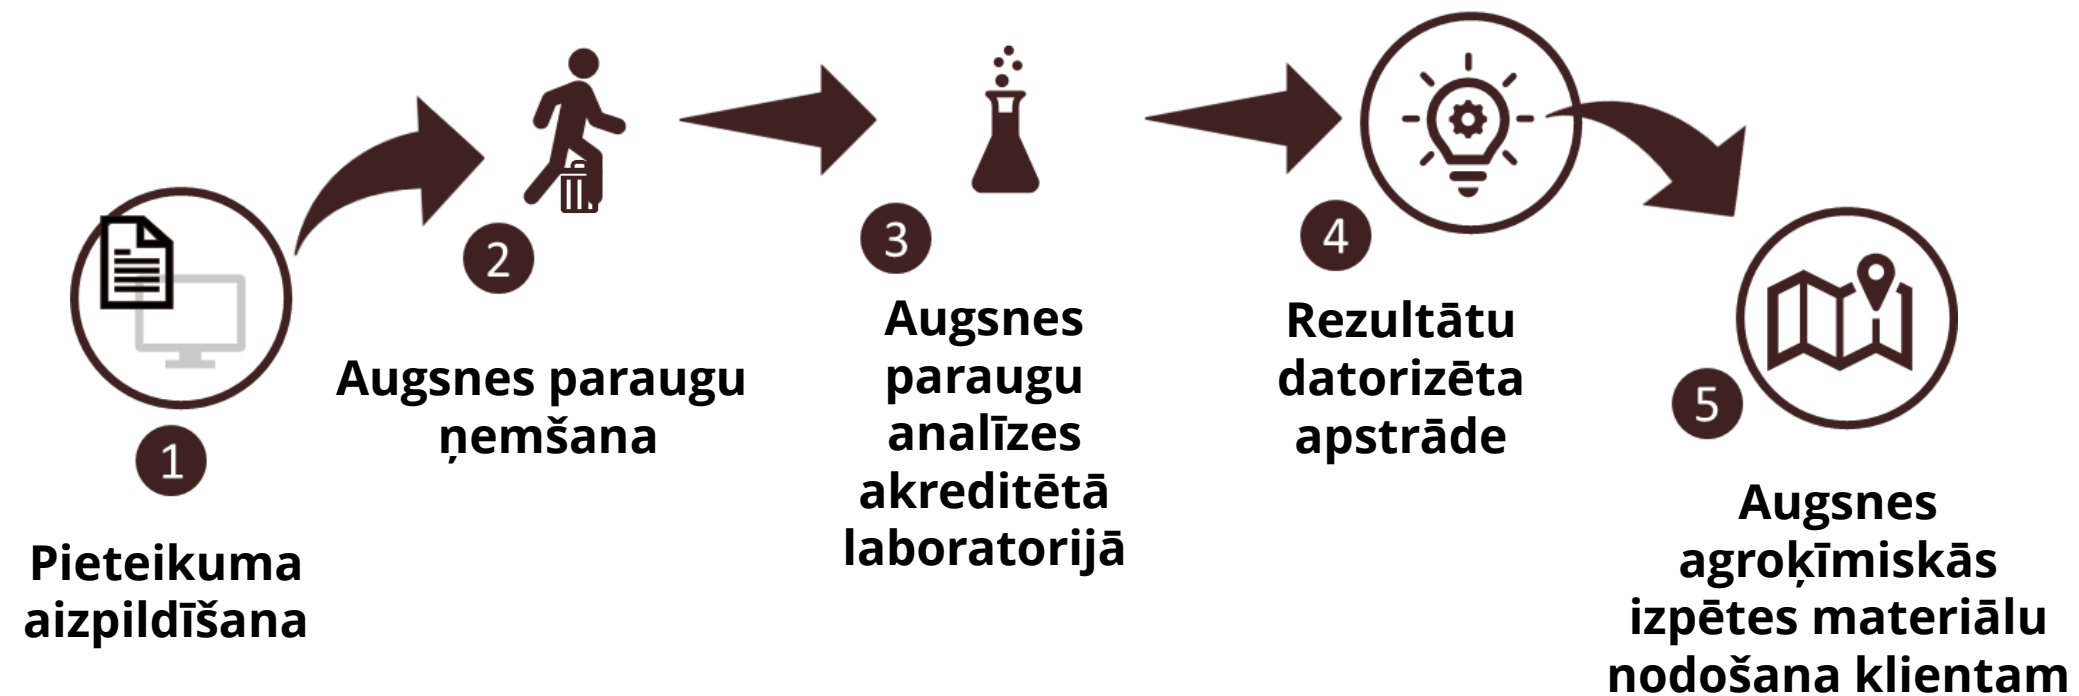 1
Pieteikuma
aizpildīšana
2
Augsnes paraugu
ņemšana
3
Augsnes
paraugu
analīzes
akreditētā
laboratorijā
4
Rezultātu
datorizēta
apstrāde
5
Augsnes
agroķīmiskās
izpētes materiālu
nodošana klientam